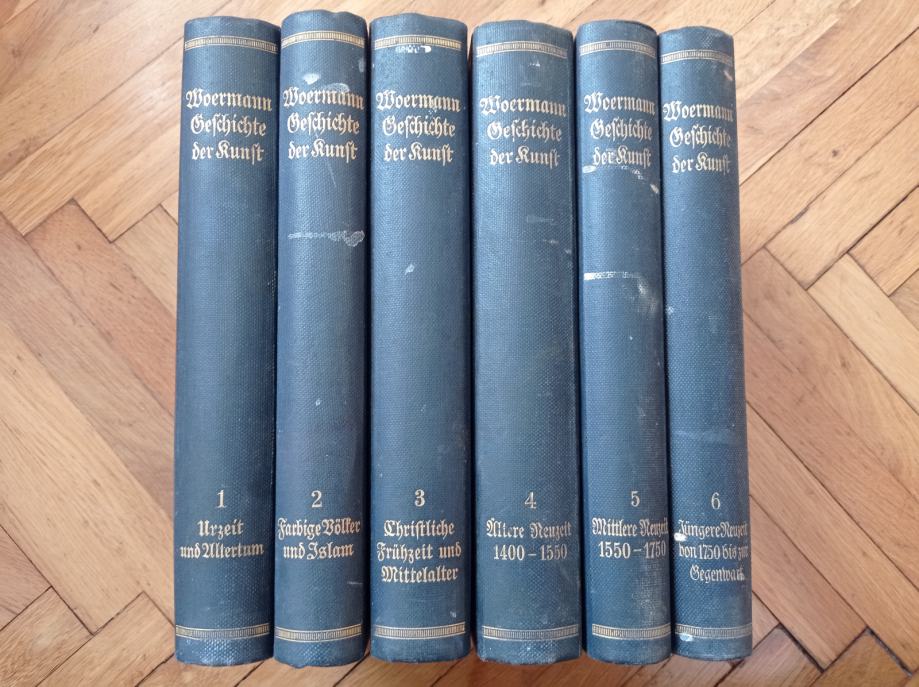 Woermann
Geschichte
der Kunst
1
Urzeit
und Altertum
Woermann
Geschichte
der Kunst
2
Farbige Völker
und Islam
Woermann
Geschichte
der Kunst
3
Christliche
Frühzeit und
Mittelalter
Woermann
Geschichte
der Kunst
4
Ältere Neuzeit
1400 – 1550
Woermann
Geschichte
der Kunst
5
Mittlere Neuzeit
1550 – 1750
Woermann
Geschichte
der Kunst
6
Jüngere Neuzeit
von 1750 bis zur
Gegenwart